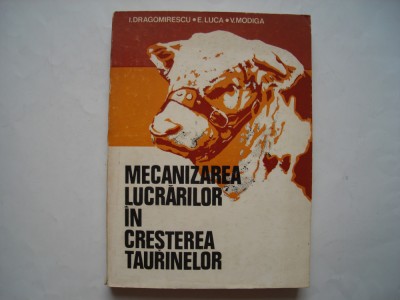 I. DRAGOMIRESCU • E. LUCA • V. MODIGA
MECANIZAREA
LUCRĂRILOR
ÎN
CREȘTEREA
TAURINELOR